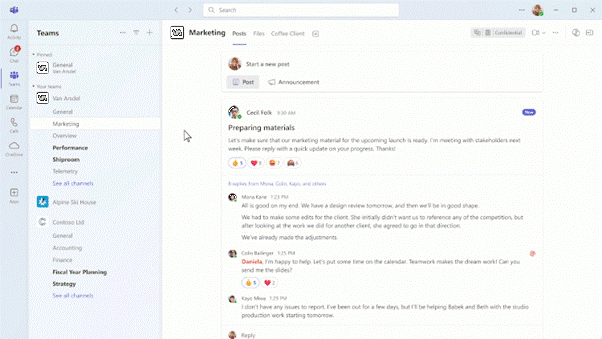 Search
Activity
Chat
Teams
Calendar
Calls
OneDrive
Apps
Teams
Pinned
General
Van Arsdel
Your teams
Van Arsdel
General
Marketing
Overview
Performance
Shiproom
Telemetry
See all channels
Alpine Ski House
Contoso Ltd
General
Accounting
Finance
Fiscal Year Planning
Strategy
See all channels
Marketing Posts Files Coffee Client
Confidential
Start a new post
Post Announcement
Cecil Folk 9:30 AM
New
Preparing materials
Let's make sure that our marketing material for the upcoming launch is ready. I'm meeting with stakeholders next
week. Please reply with a quick update on your progress. Thanks!
8 replies from Mona, Colin, Kayo, and others
Mona Kane 1:23 PM
All is good on my end. We have a design review tomorrow, and then we'll be in good shape.
We had to make some edits for the client. She initially didn't want us to reference any of the competition, but
after looking at the work we did for another client, she agreed to go in that direction.
We've already made the adjustments.
Colin Ballinger 1:25 PM
Daniela, I'm happy to help. Let's put some time on the calendar. Teamwork makes the dream work! Can you
send me the slides?
Kayo Miwa 1:25 PM
I don't have any issues to report. I've been out for a few days, but I'll be helping Babek and Beth with the studio
production work starting tomorrow.
Reply